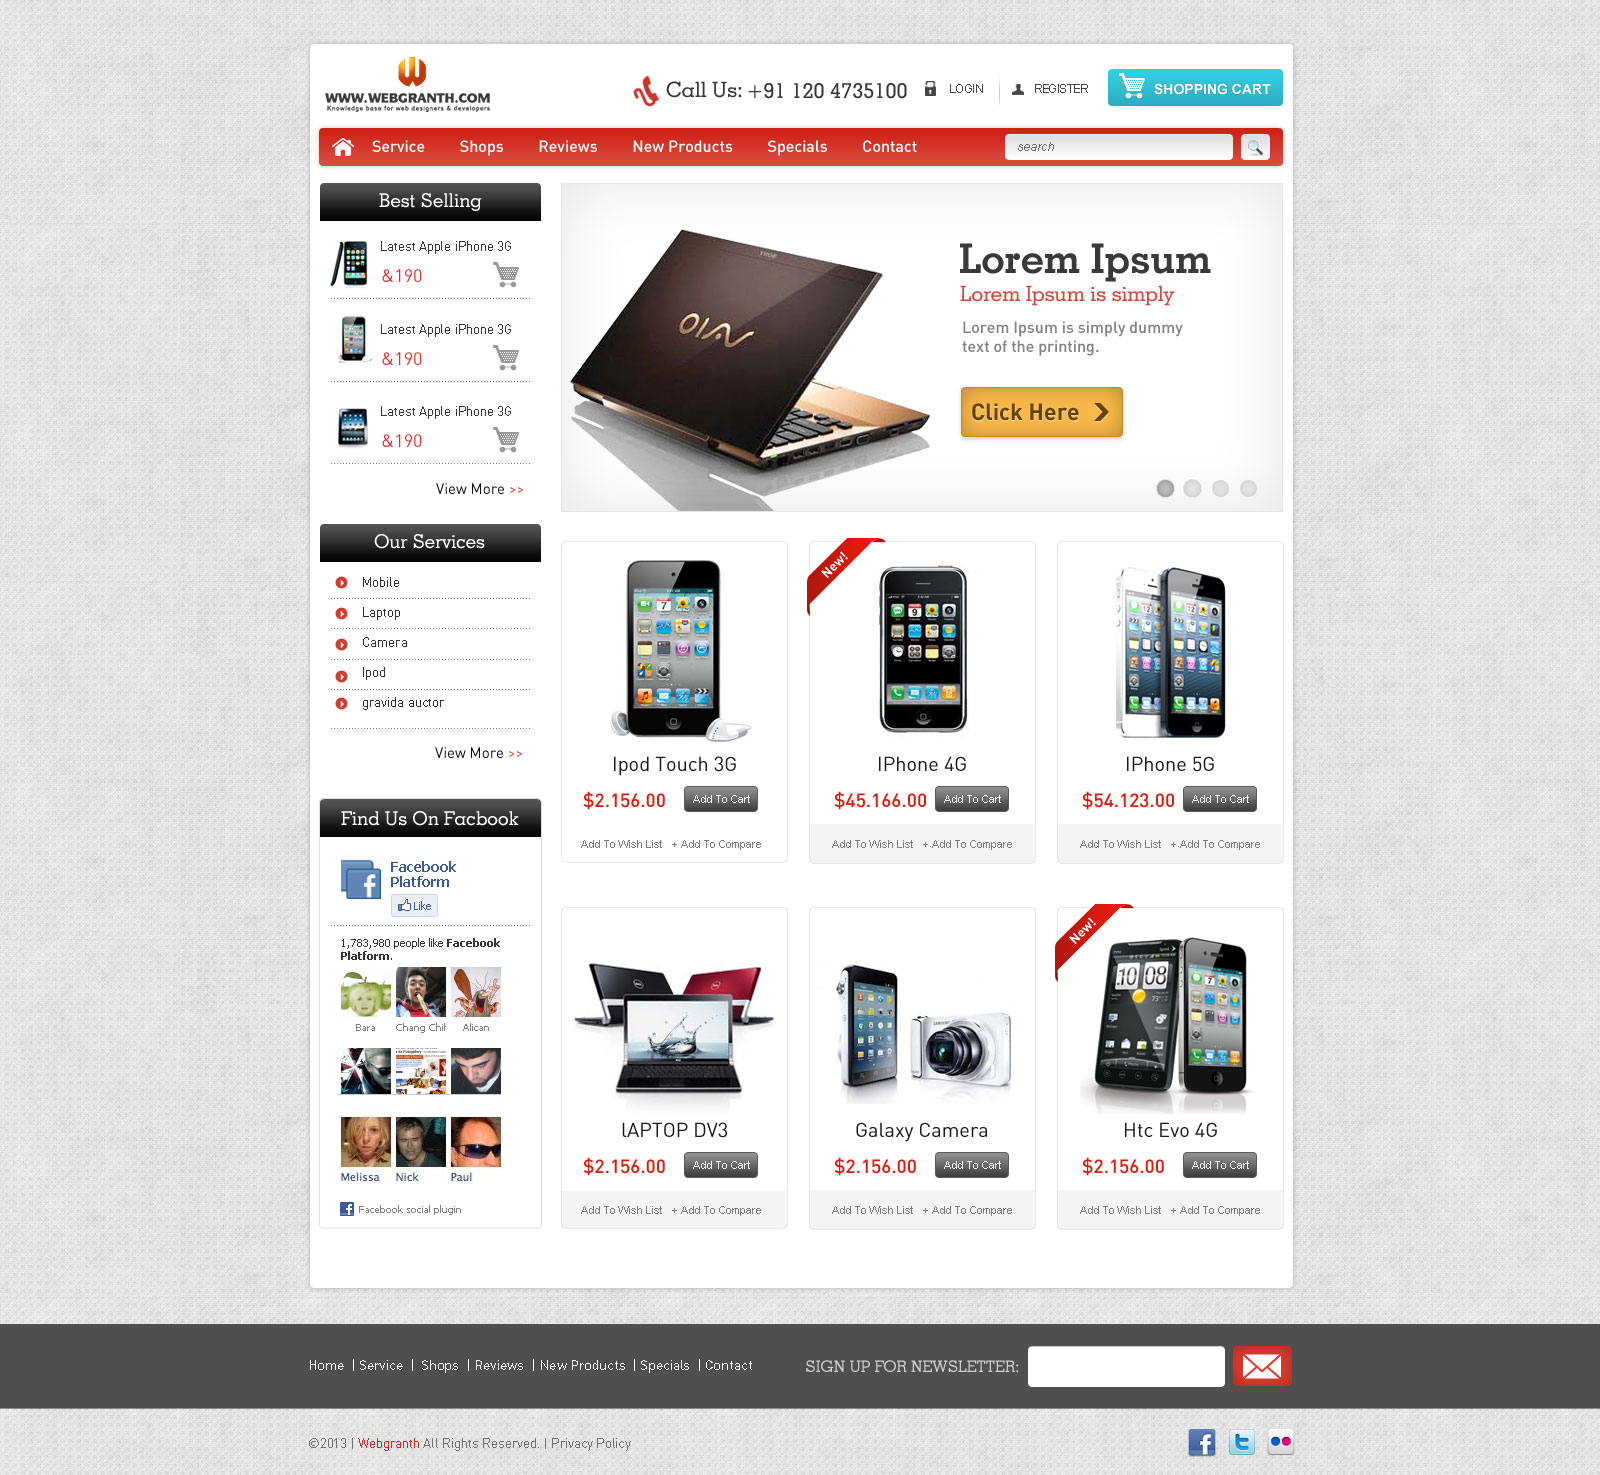 WWW.WEBGRANTH.COM
Knowledge base for web designers & developers
Call Us: +91 120 4735100
LOGIN
REGISTER
SHOPPING CART
Service Shops Reviews New Products Specials Contact
search
Best Selling
Latest Apple iPhone 3G
&190
Latest Apple iPhone 3G
&190
Latest Apple iPhone 3G
&190
View More >>
VAIO
Lorem Ipsum
Lorem Ipsum is simply
Lorem Ipsum is simply dummy
text of the printing.
Click Here
Our Services
Mobile
Laptop
Camera
Ipod
gravida auctor
View More >>
Ipod Touch 3G
$2.156.00 Add To Cart
Add To Wish List + Add To Compare
New!
IPhone 4G
$45.166.00 Add To Cart
Add To Wish List + Add To Compare
IPhone 5G
$54.123.00 Add To Cart
Add To Wish List + Add To Compare
Find Us On Facbook
Facebook
Platform
Like
1,783,980 people like Facebook
Platform.
Bara Chang Chih Alican
Melissa Nick Paul
Facebook social plugin
lAPTOP DV3
$2.156.00 Add To Cart
Add To Wish List + Add To Compare
Galaxy Camera
$2.156.00 Add To Cart
Add To Wish List + Add To Compare
New!
10:08
Htc Evo 4G
$2.156.00 Add To Cart
Add To Wish List + Add To Compare
Home | Service | Shops | Reviews | New Products | Specials | Contact
SIGN UP FOR NEWSLETTER:
©2013 | Webgranth All Rights Reserved. | Privacy Policy